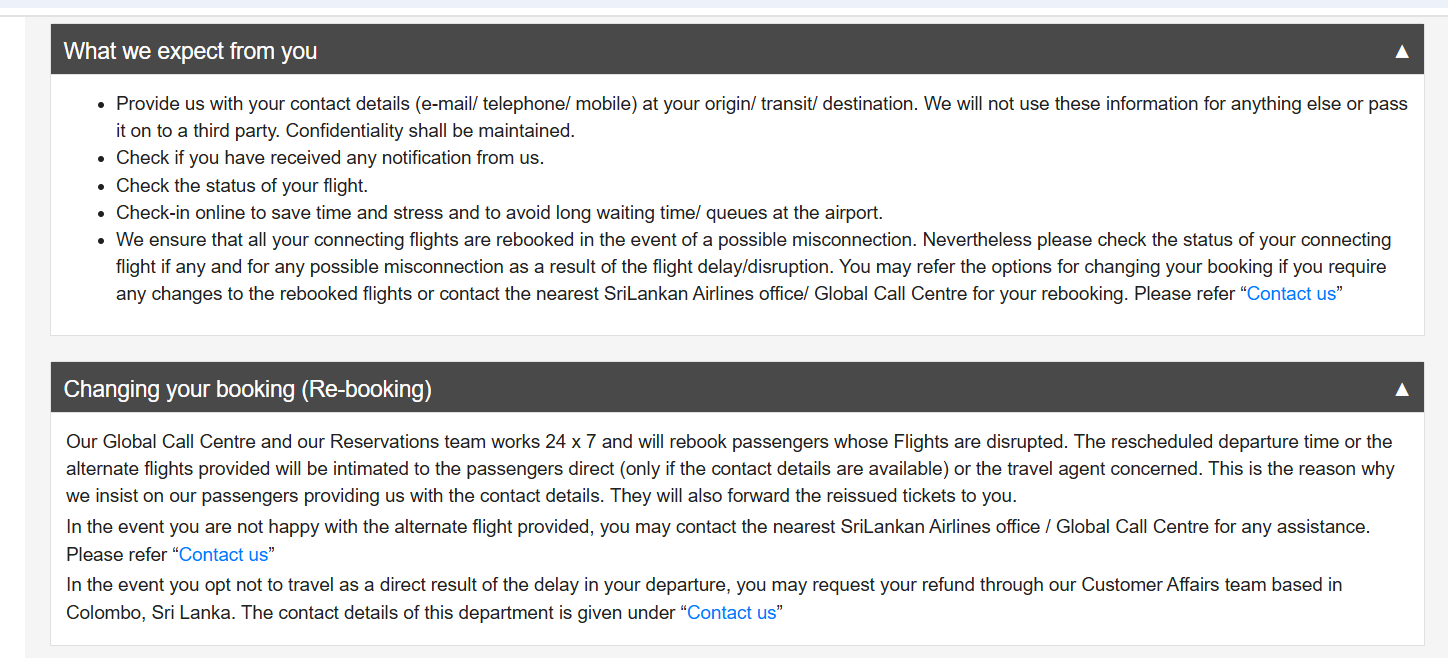 What we expect from you ▲
• Provide us with your contact details (e-mail/ telephone/ mobile) at your origin/ transit/ destination. We will not use these information for anything else or pass
it on to a third party. Confidentiality shall be maintained.
• Check if you have received any notification from us.
• Check the status of your flight.
• Check-in online to save time and stress and to avoid long waiting time/ queues at the airport.
• We ensure that all your connecting flights are rebooked in the event of a possible misconnection. Nevertheless please check the status of your connecting
flight if any and for any possible misconnection as a result of the flight delay/disruption. You may refer the options for changing your booking if you require
any changes to the rebooked flights or contact the nearest SriLankan Airlines office/ Global Call Centre for your rebooking. Please refer “Contact us”
Changing your booking (Re-booking) ▲
Our Global Call Centre and our Reservations team works 24 x 7 and will rebook passengers whose Flights are disrupted. The rescheduled departure time or the
alternate flights provided will be intimated to the passengers direct (only if the contact details are available) or the travel agent concerned. This is the reason why
we insist on our passengers providing us with the contact details. They will also forward the reissued tickets to you.
In the event you are not happy with the alternate flight provided, you may contact the nearest SriLankan Airlines office / Global Call Centre for any assistance.
Please refer “Contact us”
In the event you opt not to travel as a direct result of the delay in your departure, you may request your refund through our Customer Affairs team based in
Colombo, Sri Lanka. The contact details of this department is given under “Contact us”